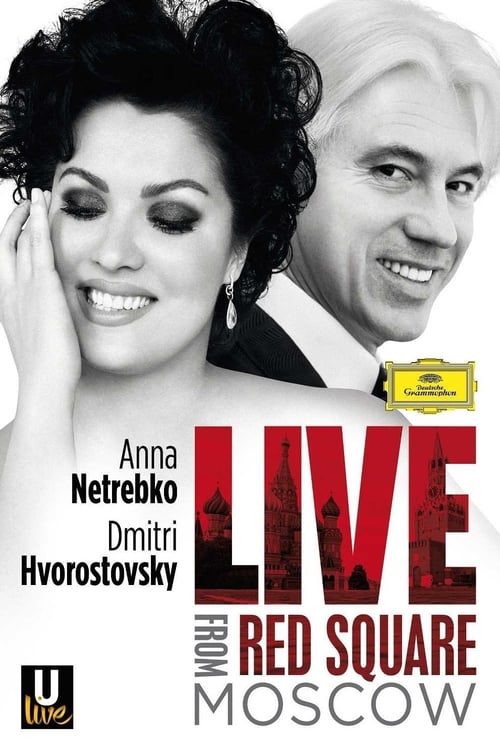 Deutsche
Grammophon
Anna
Netrebko
Dmitri
Hvorostovsky
LIVE
FROM
RED SQUARE
MOSCOW
U
live